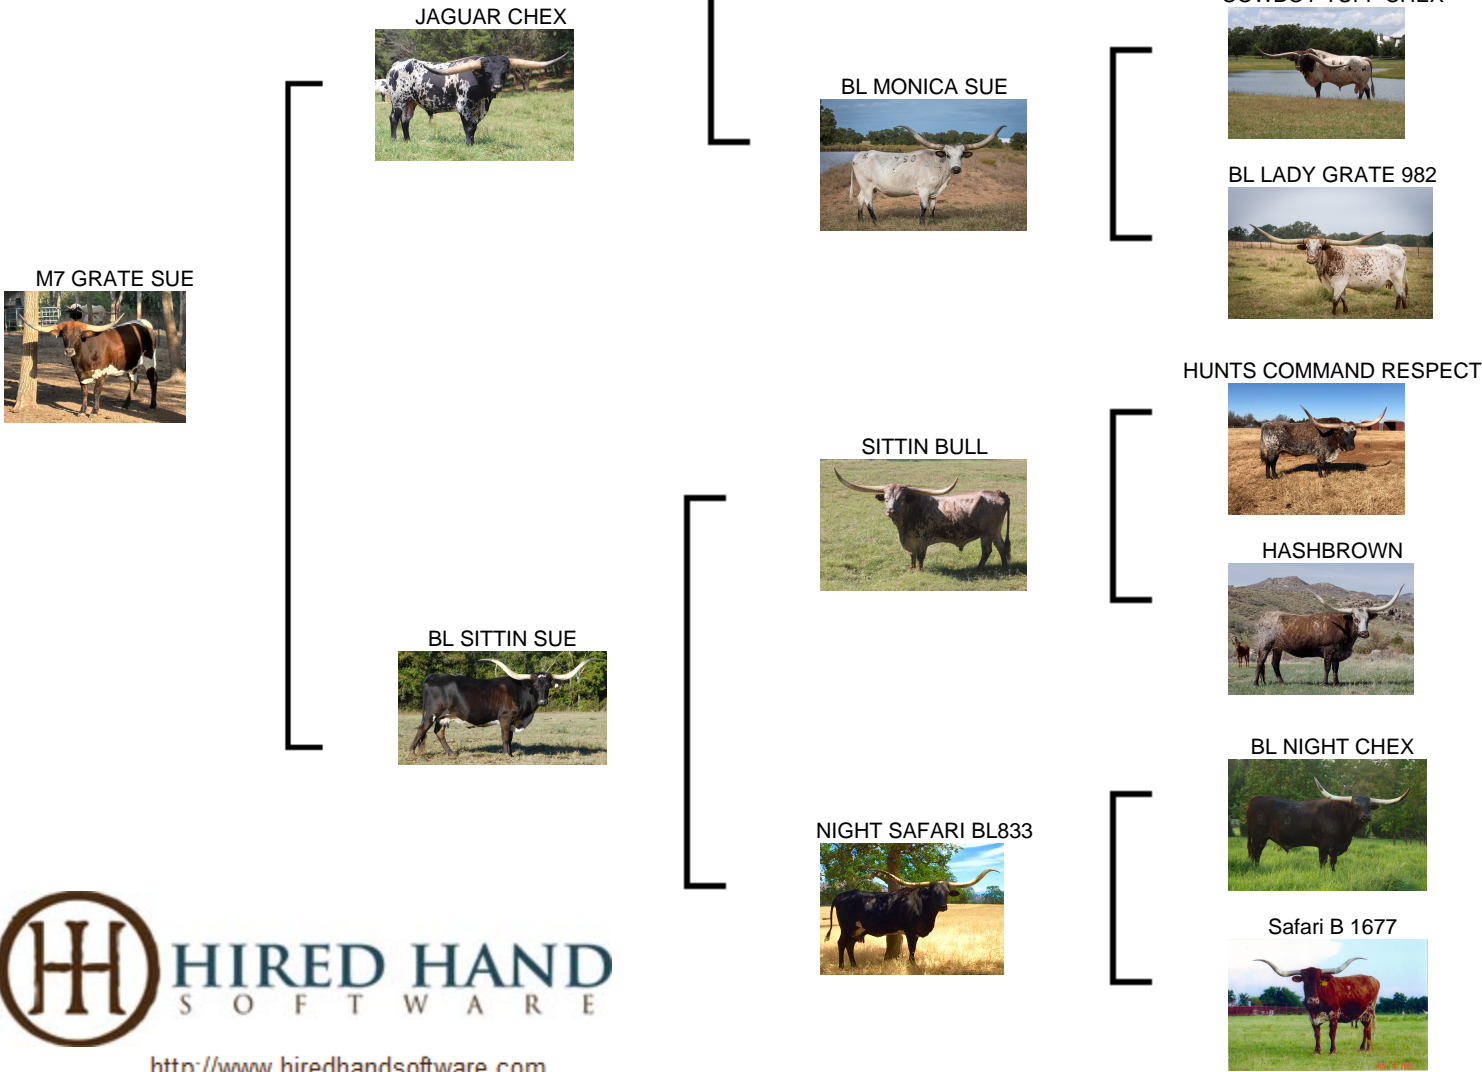 JAGUAR CHEX
BL MONICA SUE
BL LADY GRATE 982
M7 GRATE SUE
HUNTS COMMAND RESPECT
SITTIN BULL
HASHBROWN
BL SITTIN SUE
BL NIGHT CHEX
NIGHT SAFARI BL833
Safari B 1677
HIRED HAND
SOFTWARE
http://www.hiredhandsoftware.com